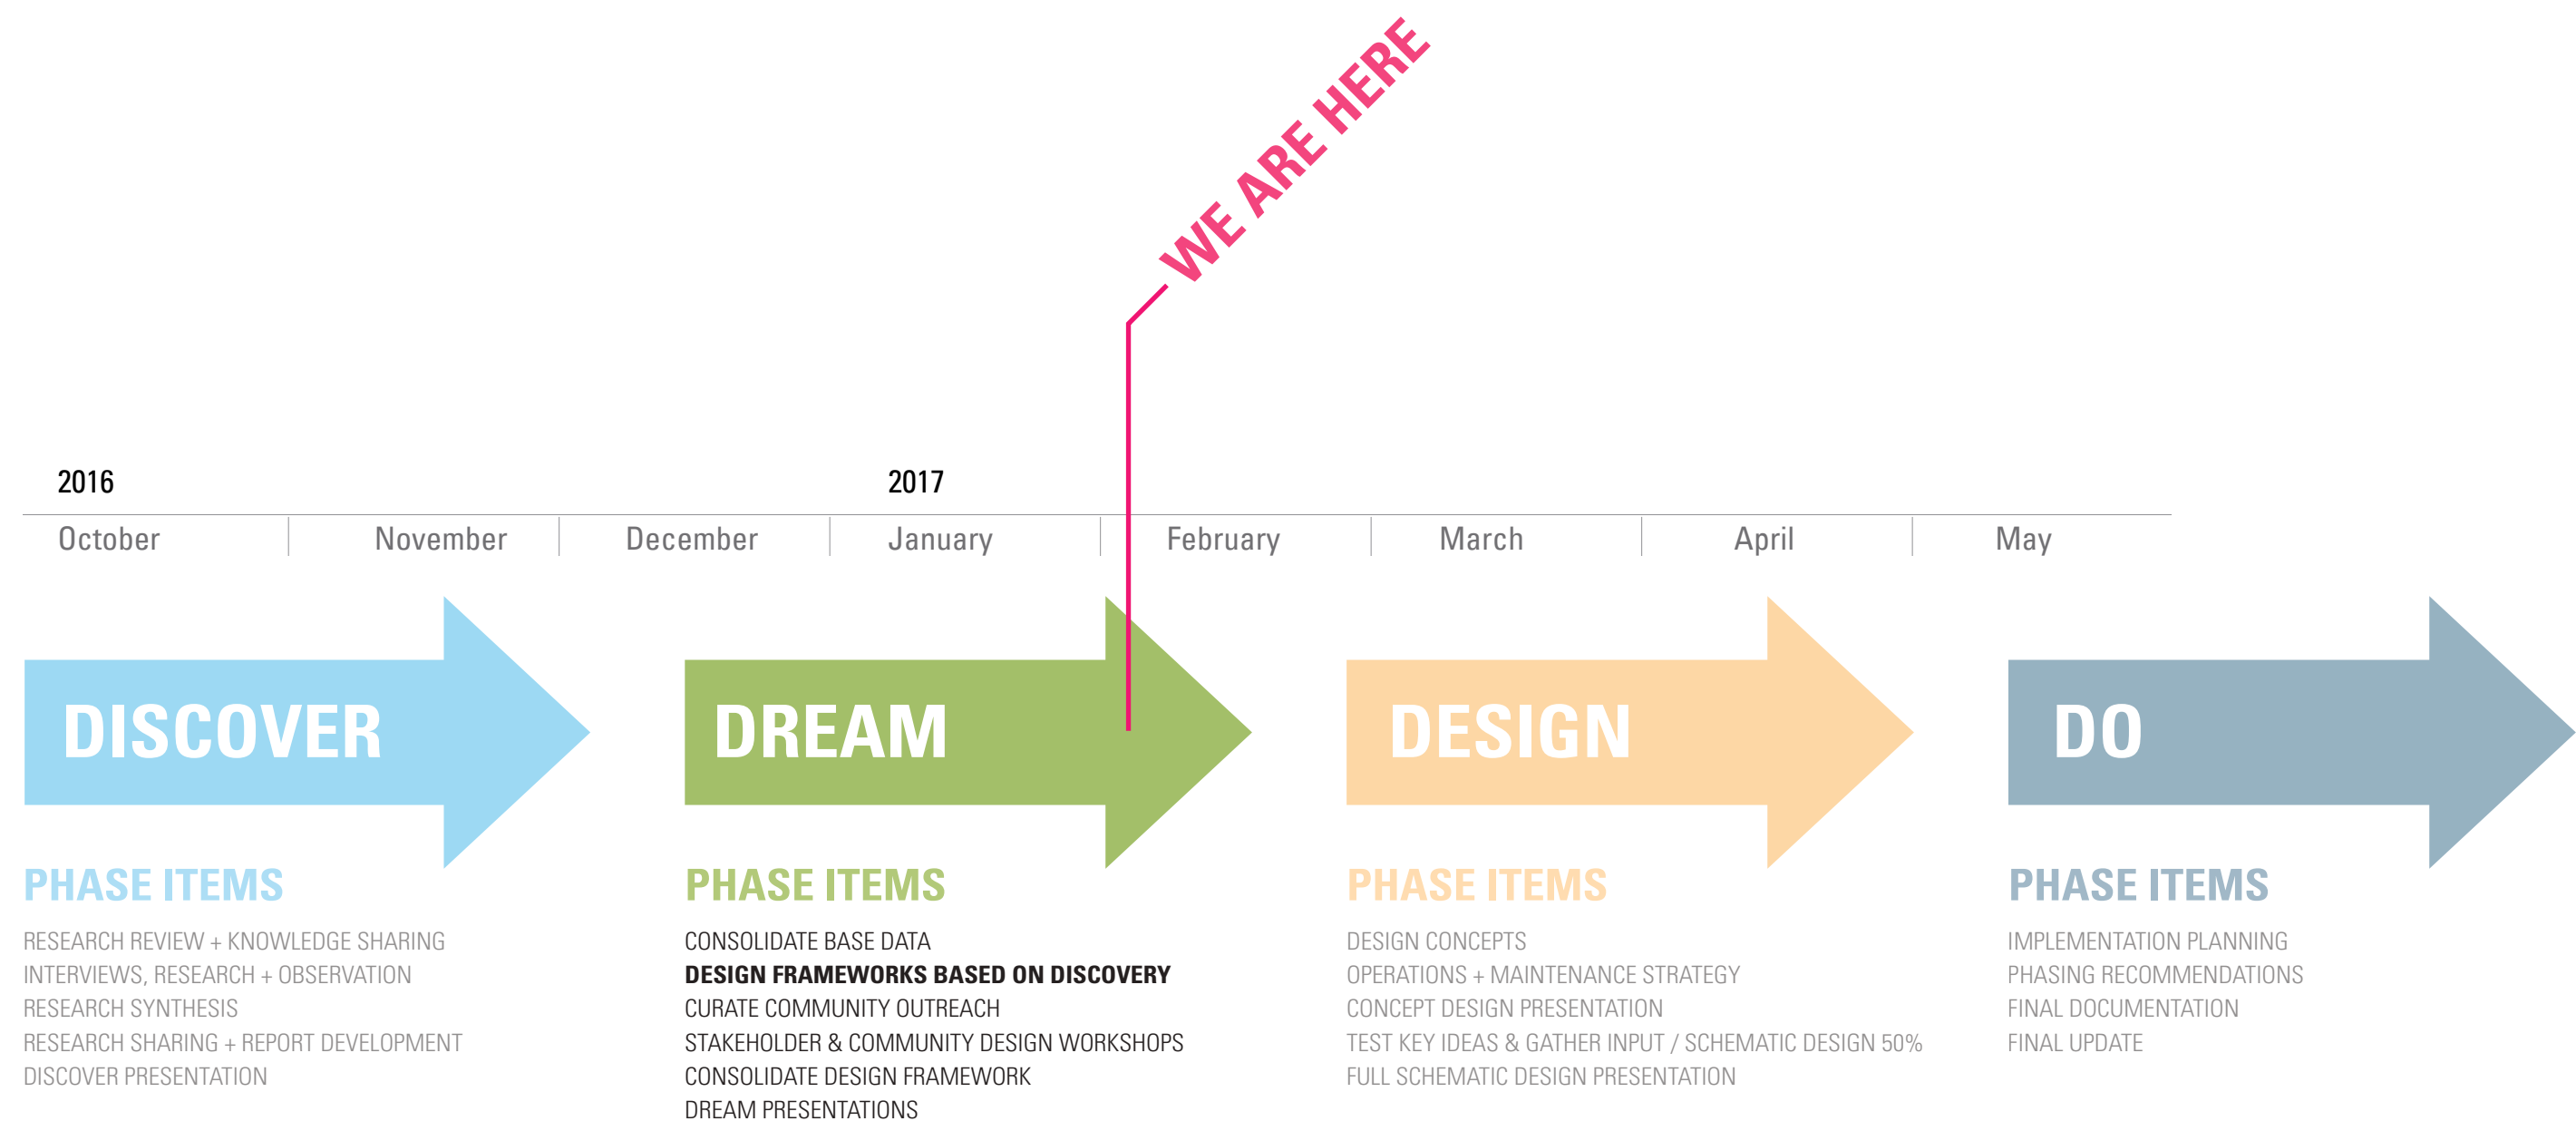 WE ARE HERE
2016
2017
October
November
December
January
February
March
April
May
DISCOVER
DREAM
DESIGN
DO
PHASE ITEMS
RESEARCH REVIEW + KNOWLEDGE SHARING
INTERVIEWS, RESEARCH + OBSERVATION
RESEARCH SYNTHESIS
RESEARCH SHARING + REPORT DEVELOPMENT
DISCOVER PRESENTATION
PHASE ITEMS
CONSOLIDATE BASE DATA
DESIGN FRAMEWORKS BASED ON DISCOVERY
CURATE COMMUNITY OUTREACH
STAKEHOLDER & COMMUNITY DESIGN WORKSHOPS
CONSOLIDATE DESIGN FRAMEWORK
DREAM PRESENTATIONS
PHASE ITEMS
DESIGN CONCEPTS
OPERATIONS + MAINTENANCE STRATEGY
CONCEPT DESIGN PRESENTATION
TEST KEY IDEAS & GATHER INPUT / SCHEMATIC DESIGN 50%
FULL SCHEMATIC DESIGN PRESENTATION
PHASE ITEMS
IMPLEMENTATION PLANNING
PHASING RECOMMENDATIONS
FINAL DOCUMENTATION
FINAL UPDATE